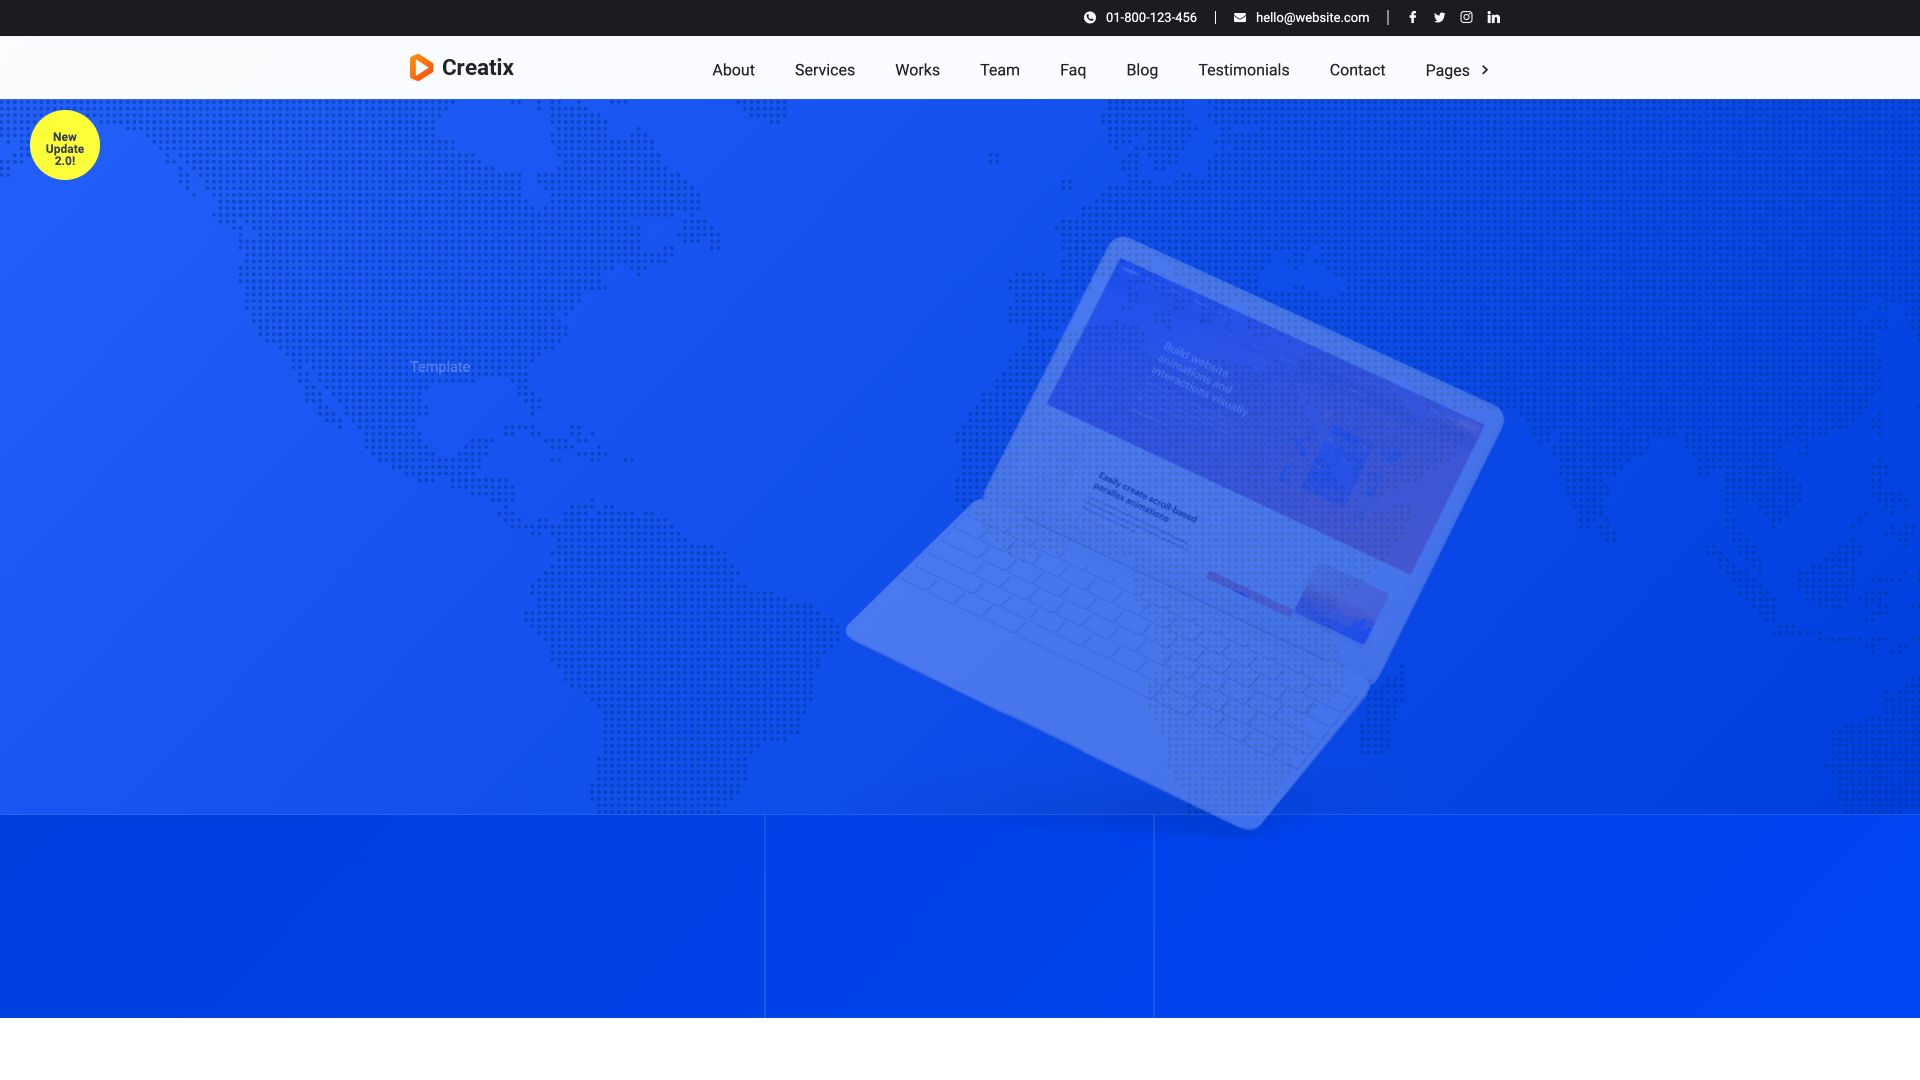 01-800-123-456
hello@website.com
Creatix
About
Services
Works
Team
Faq
Blog
Testimonials
Contact
Pages
New
Update
2.0!
Template
Build website
animations and
interactions visually
Easily create scroll-based
parallax animations